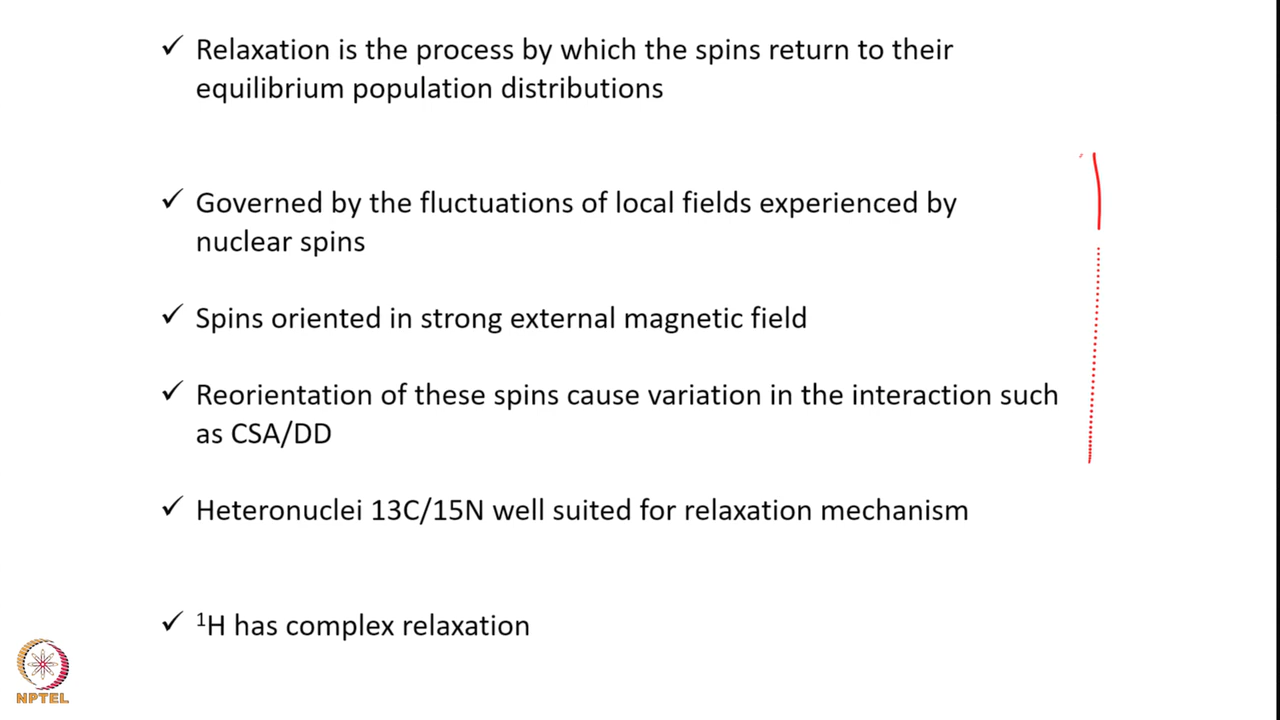 ✓ Relaxation is the process by which the spins return to their
equilibrium population distributions
✓ Governed by the fluctuations of local fields experienced by
nuclear spins
✓ Spins oriented in strong external magnetic field
✓ Reorientation of these spins cause variation in the interaction such
as CSA/DD
✓ Heteronuclei 13C/15N well suited for relaxation mechanism
✓ ¹H has complex relaxation
NPTEL